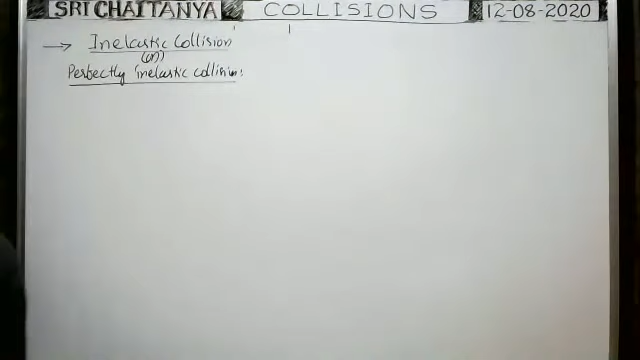 SRI CHAITANYA COLLISIONS 12-08-2020
→ Inelastic Collision
(or)
Perfectly inelastic collision: